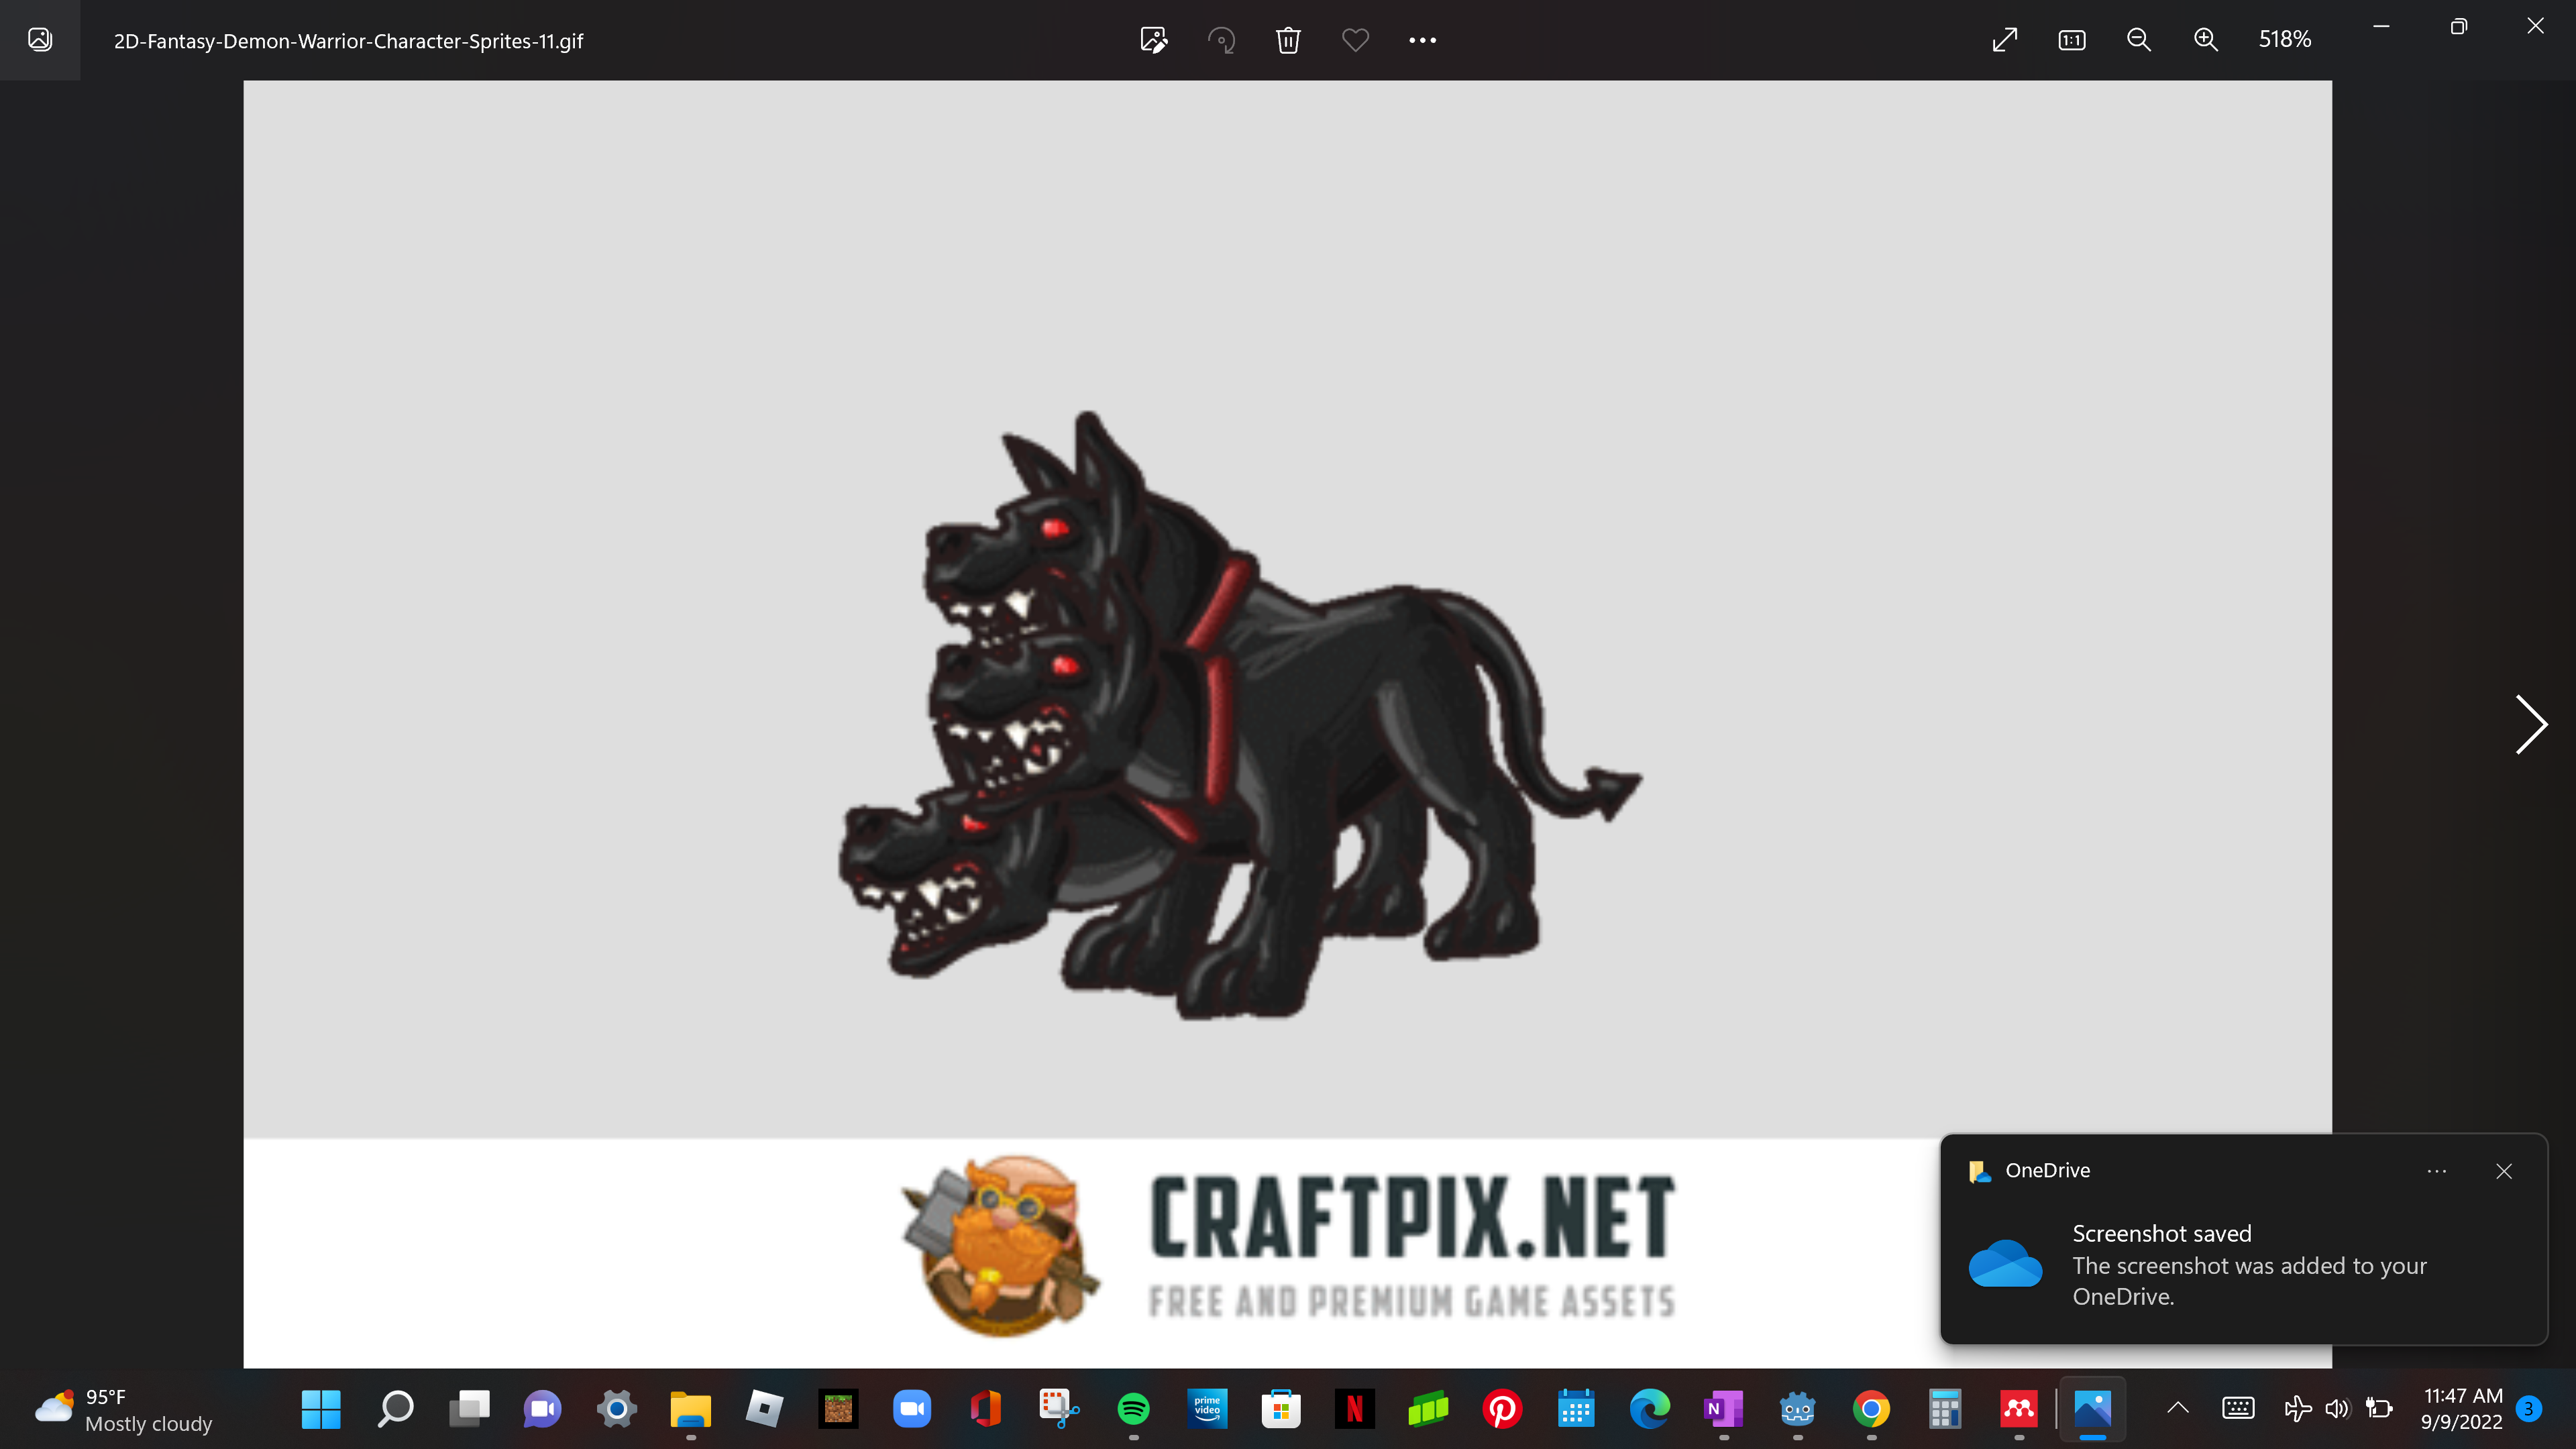 2D-Fantasy-Demon-Warrior-Character-Sprites-11.gif
1:1
518%
CRAFTPIX.NET
FREE AND PREMIUM GAME ASSETS
OneDrive
Screenshot saved
The screenshot was added to your
OneDrive.
95°F
Mostly cloudy
prime
video
N
N
11:47 AM
9/9/2022
3